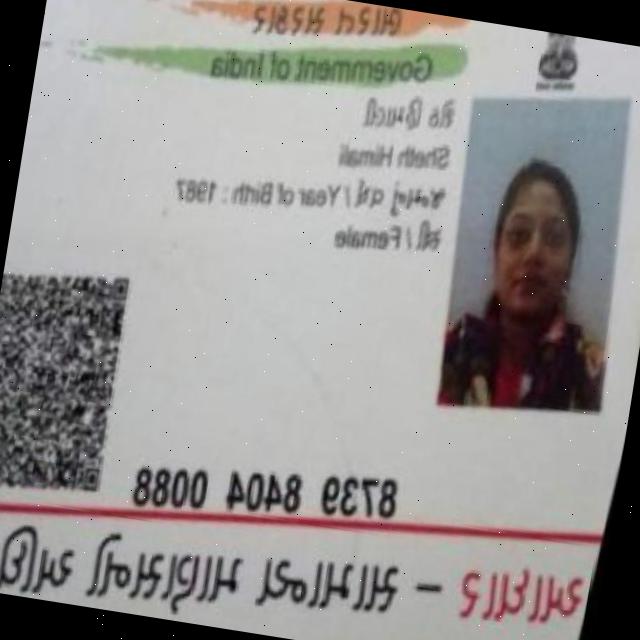 ભારત સરકાર
Government of India
શેઠ હિમાલી
Sheth Himali
જન્મનું વર્ષ / Year of Birth : 1987
સ્ત્રી / Female
8739 8404 0088
આધાર – સામાન્ય માણસનો અધિકાર